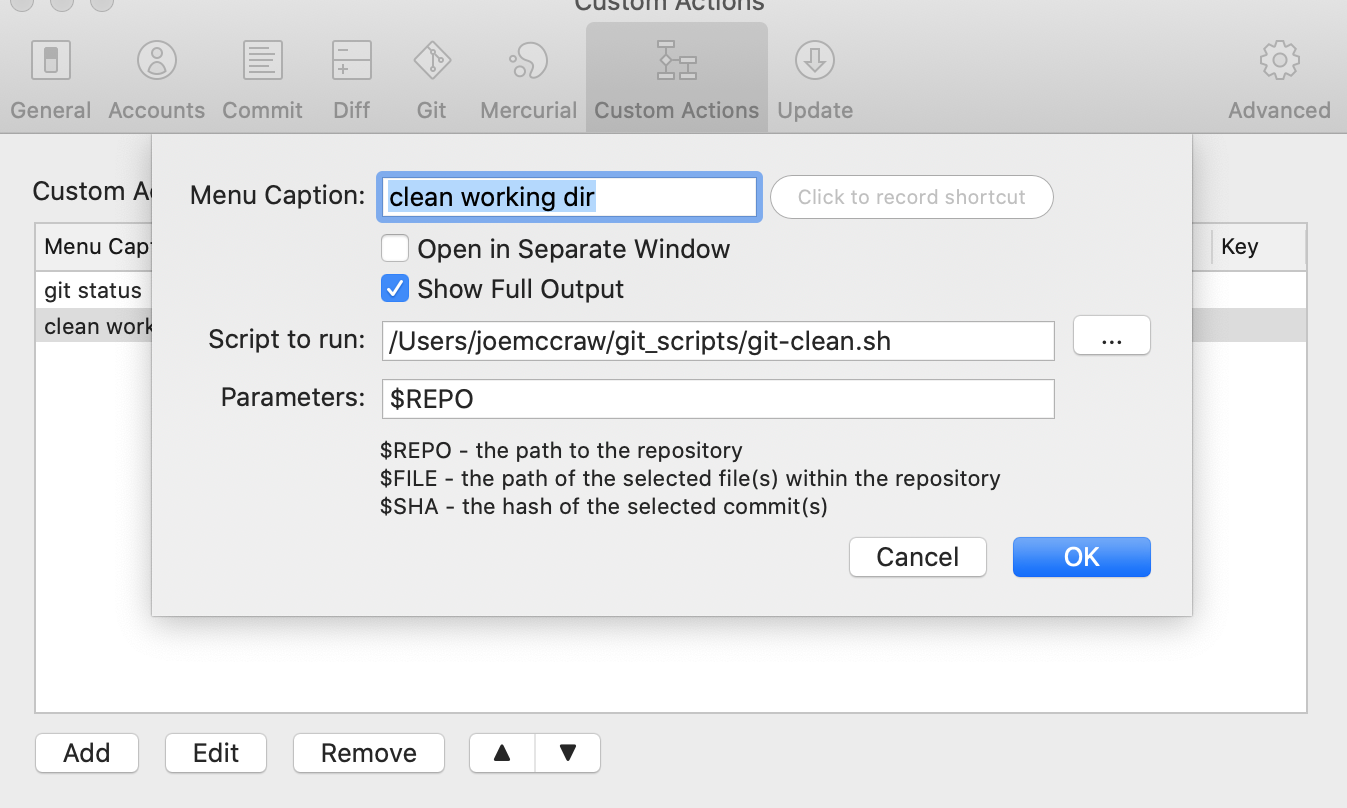 Custom Actions
General Accounts Commit Diff Git Mercurial Custom Actions Update Advanced
Custom A
Menu Caption: clean working dir Click to record shortcut
Menu Cap Key
Open in Separate Window
git status
Show Full Output
clean work
Script to run: /Users/joemccraw/git_scripts/git-clean.sh ...
Parameters: $REPO
$REPO - the path to the repository
$FILE - the path of the selected file(s) within the repository
$SHA - the hash of the selected commit(s)
Cancel OK
Add Edit Remove ▲ ▼